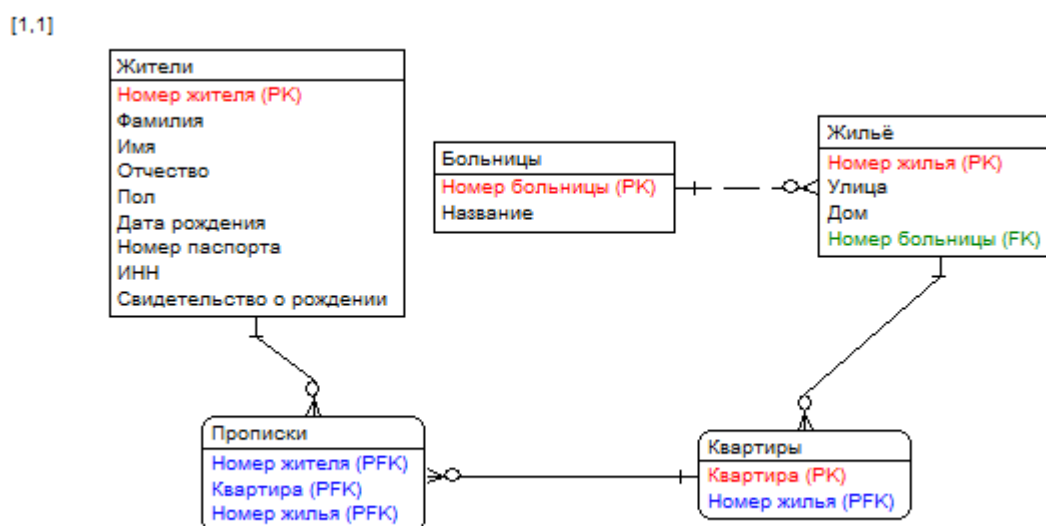 [1,1]
Жители
Номер жителя (PK)
Фамилия
Имя
Отчество
Пол
Дата рождения
Номер паспорта
ИНН
Свидетельство о рождении
Больницы
Номер больницы (PK)
Название
Жильё
Номер жилья (PK)
Улица
Дом
Номер больницы (FK)
Прописки
Номер жителя (PFK)
Квартира (PFK)
Номер жилья (PFK)
Квартиры
Квартира (PK)
Номер жилья (PFK)